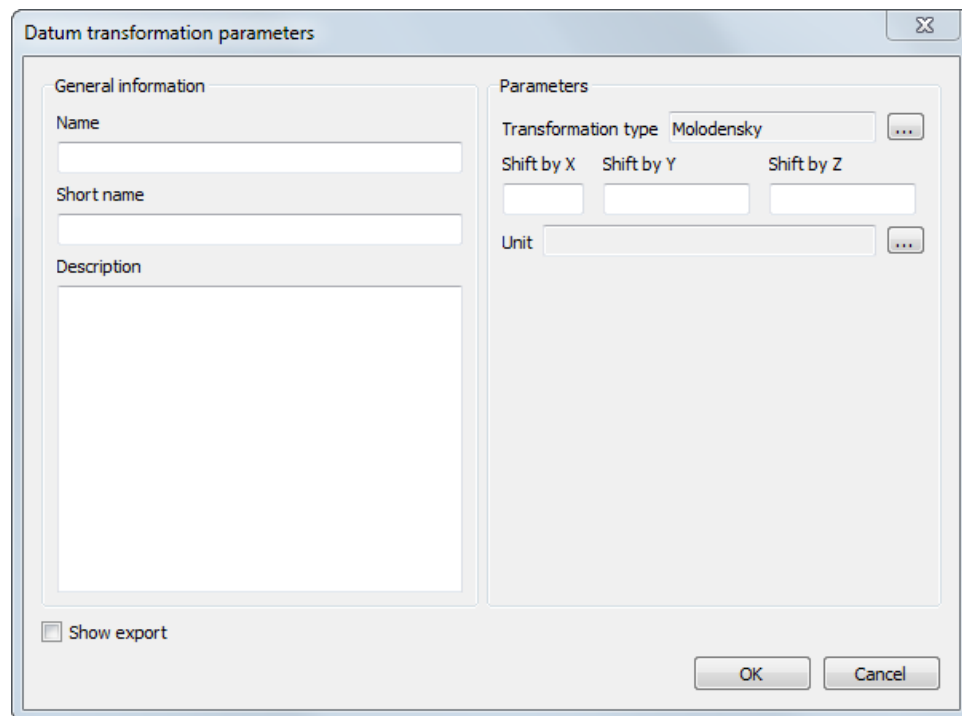 Datum transformation parameters
General information
Name
Short name
Description
Parameters
Transformation type Molodensky ...
Shift by X Shift by Y Shift by Z
Unit ...
Show export
OK Cancel